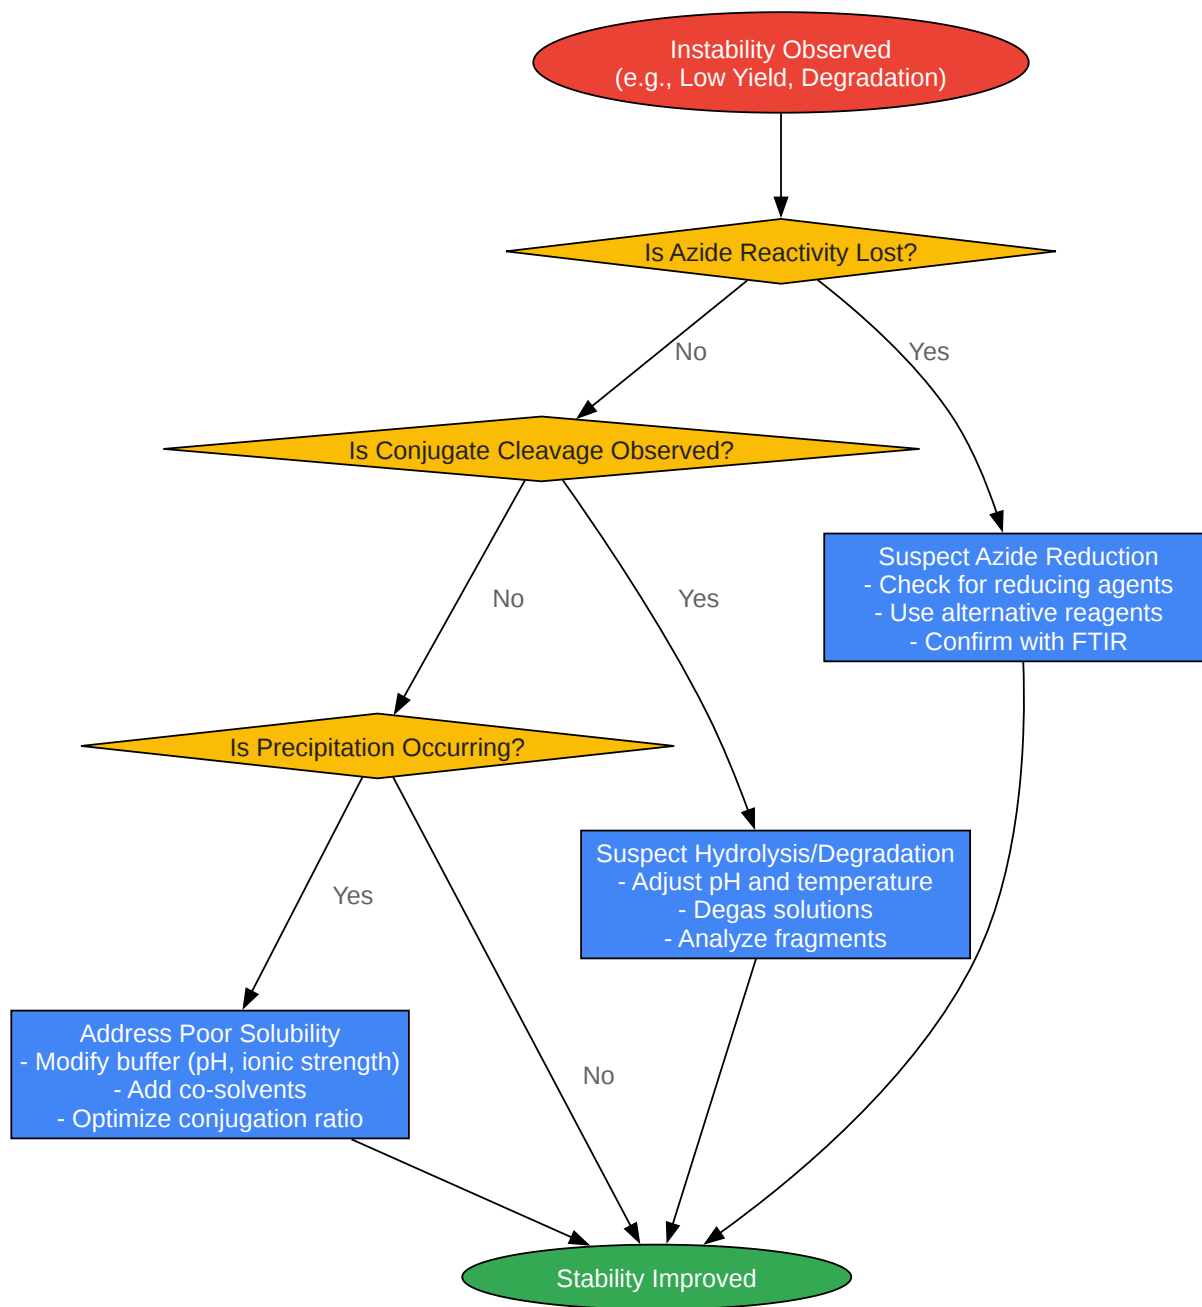 Instability Observed
(e.g., Low Yield, Degradation)
Is Azide Reactivity Lost?
No
Yes
Is Conjugate Cleavage Observed?
No
Yes
Suspect Azide Reduction
- Check for reducing agents
- Use alternative reagents
- Confirm with FTIR
Is Precipitation Occurring?
Yes
No
Suspect Hydrolysis/Degradation
- Adjust pH and temperature
- Degas solutions
- Analyze fragments
Address Poor Solubility
- Modify buffer (pH, ionic strength)
- Add co-solvents
- Optimize conjugation ratio
Stability Improved